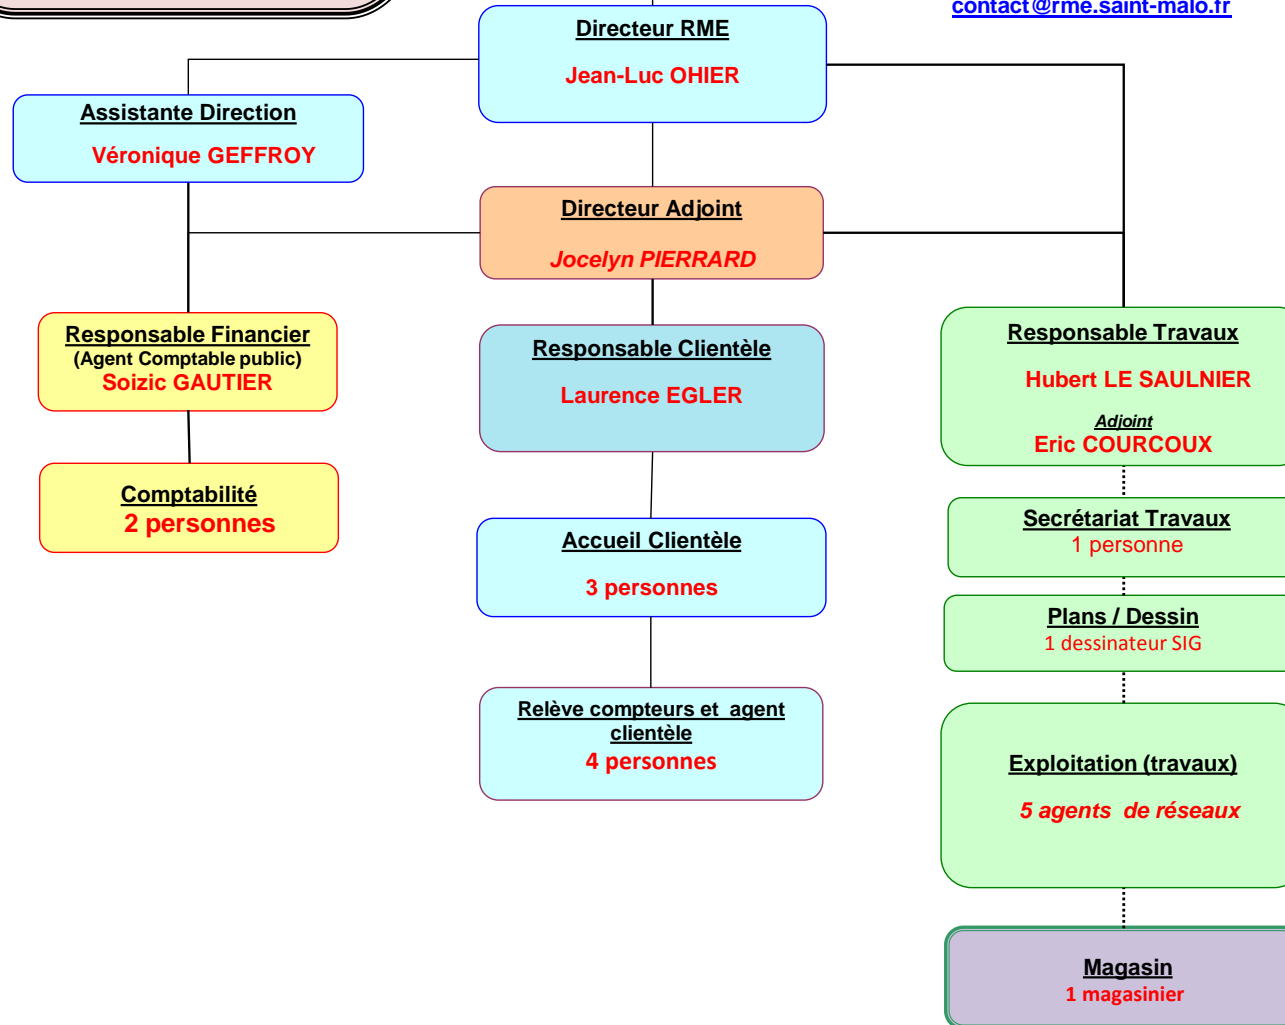 contact@rme.saint-malo.fr
Directeur RME
Jean-Luc OHIER
Assistante Direction
Véronique GEFFROY
Directeur Adjoint
Jocelyn PIERRARD
Responsable Financier
(Agent Comptable public)
Soizic GAUTIER
Responsable Clientèle
Laurence EGLER
Responsable Travaux
Hubert LE SAULNIER
Adjoint
Eric COURCOUX
Comptabilité
2 personnes
Accueil Clientèle
3 personnes
Secrétariat Travaux
1 personne
Plans / Dessin
1 dessinateur SIG
Relève compteurs et agent
clientèle
4 personnes
Exploitation (travaux)
5 agents de réseaux
Magasin
1 magasinier